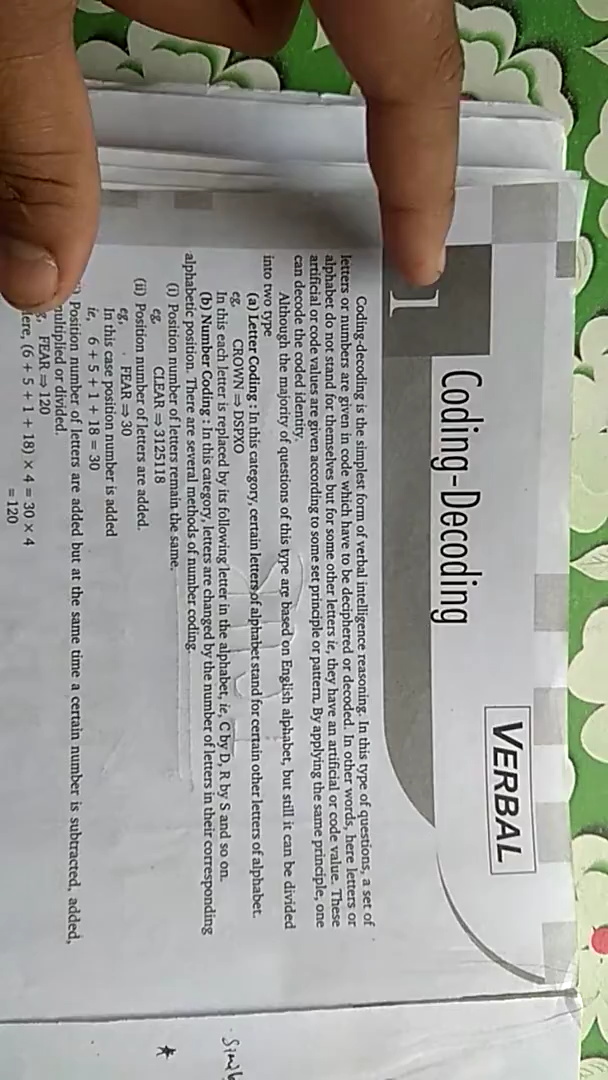 VERBAL
1
Coding-Decoding
Coding-decoding is the simplest form of verbal intelligence reasoning. In this type of questions, a set of
letters or numbers are given in code which have to be deciphered or decoded. In other words, here letters or
alphabet do not stand for themselves but for some other letters ie, they have an artificial or code value. These
artificial or code values are given according to some set principle or pattern. By applying the same principle, one
can decode the coded identity.
Although the majority of questions of this type are based on English alphabet, but still it can be divided
into two type
(a) Letter Coding : In this category, certain letters of alphabet stand for certain other letters of alphabet.
eg, CROWN ⇒ DSPXO
In this each letter is replaced by its following letter in the alphabet, ie, C by D, R by S and so on.
(b) Number Coding : In this category, letters are changed by the number of letters in their corresponding
alphabetic position. There are several methods of number coding.
(i) Position number of letters remain the same.
eg. CLEAR ⇒ 3125118
(ii) Position number of letters are added.
eg, FEAR ⇒ 30
In this case position number is added
ie, 6 + 5 + 1 + 18 = 30
Position number of letters are added but at the same time a certain number is subtracted, added,
multiplied or divided.
FEAR ⇒ 120
(6 + 5 + 1 + 18) × 4 = 30 × 4
= 120